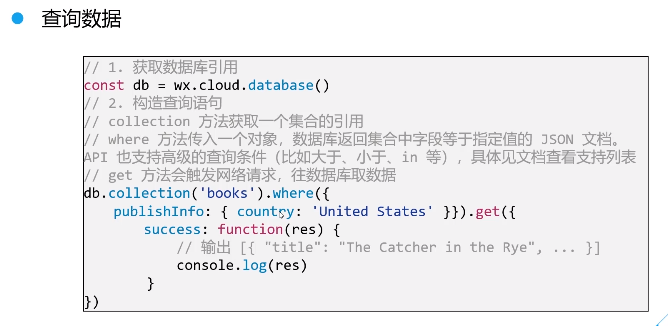 查询数据
// 1. 获取数据库引用
const db = wx.cloud.database()
// 2. 构造查询语句
// collection 方法获取一个集合的引用
// where 方法传入一个对象，数据库返回集合中字段等于指定值的 JSON 文档。
API 也支持高级的查询条件（比如大于、小于、in 等），具体见文档查看支持列表
// get 方法会触发网络请求，往数据库取数据
db.collection('books').where({
publishInfo: { country: 'United States' }}).get({
success: function(res) {
// 输出 [{ "title": "The Catcher in the Rye", ... }]
console.log(res)
}
})